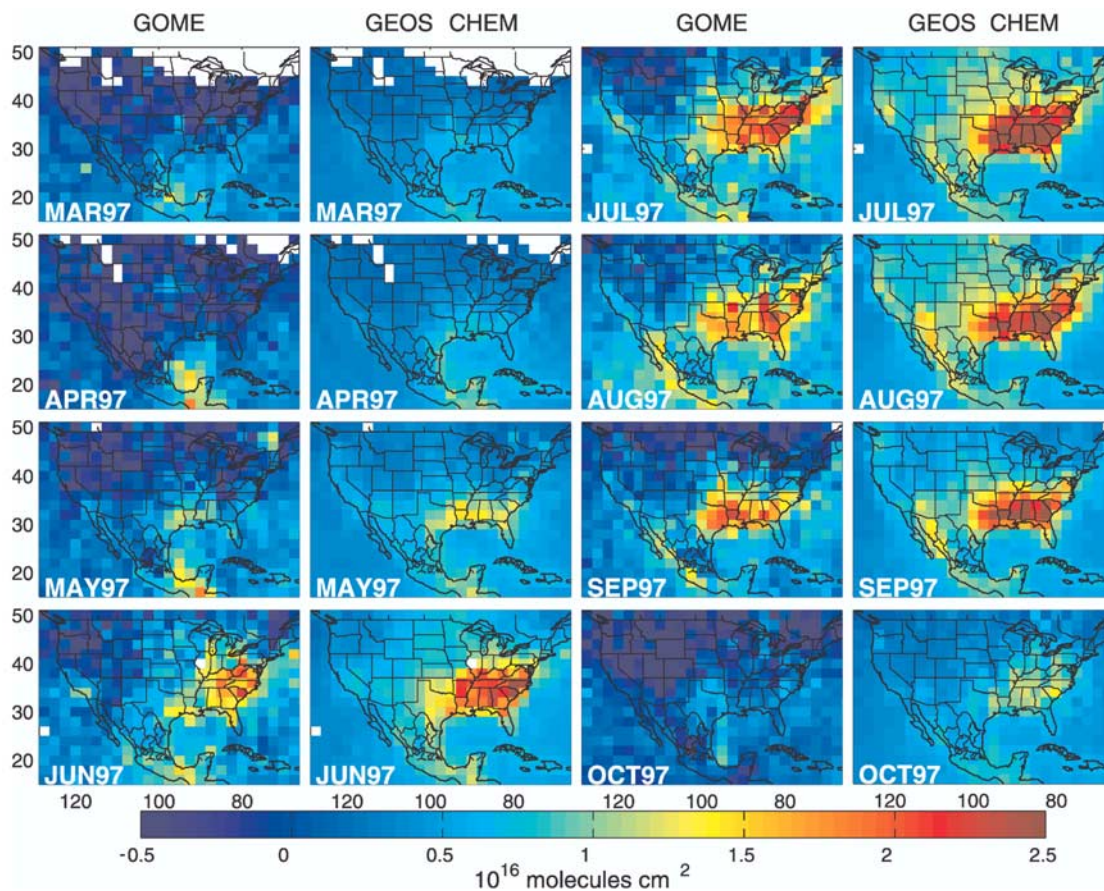 GOME GEOS CHEM GOME GEOS CHEM
50
40
30
20
MAR97 MAR97 JUL97 JUL97
50
40
30
20
APR97 APR97 AUG97 AUG97
50
40
30
20
MAY97 MAY97 SEP97 SEP97
50
40
30
20
JUN97 JUN97 OCT97 OCT97
120 100 80 120 100 80 120 100 80 120 100 80
-0.5 0 0.5 1 1.5 2 2.5
10^16 molecules cm 2